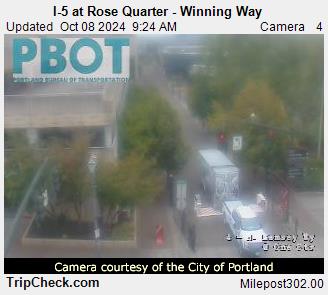 I-5 at Rose Quarter - Winning Way
Updated Oct 08 2024 9:24 AM Camera 4
PBOT
PORTLAND BUREAU OF TRANSPORTATION
Camera courtesy of the City of Portland
TripCheck.com Milepost302.00